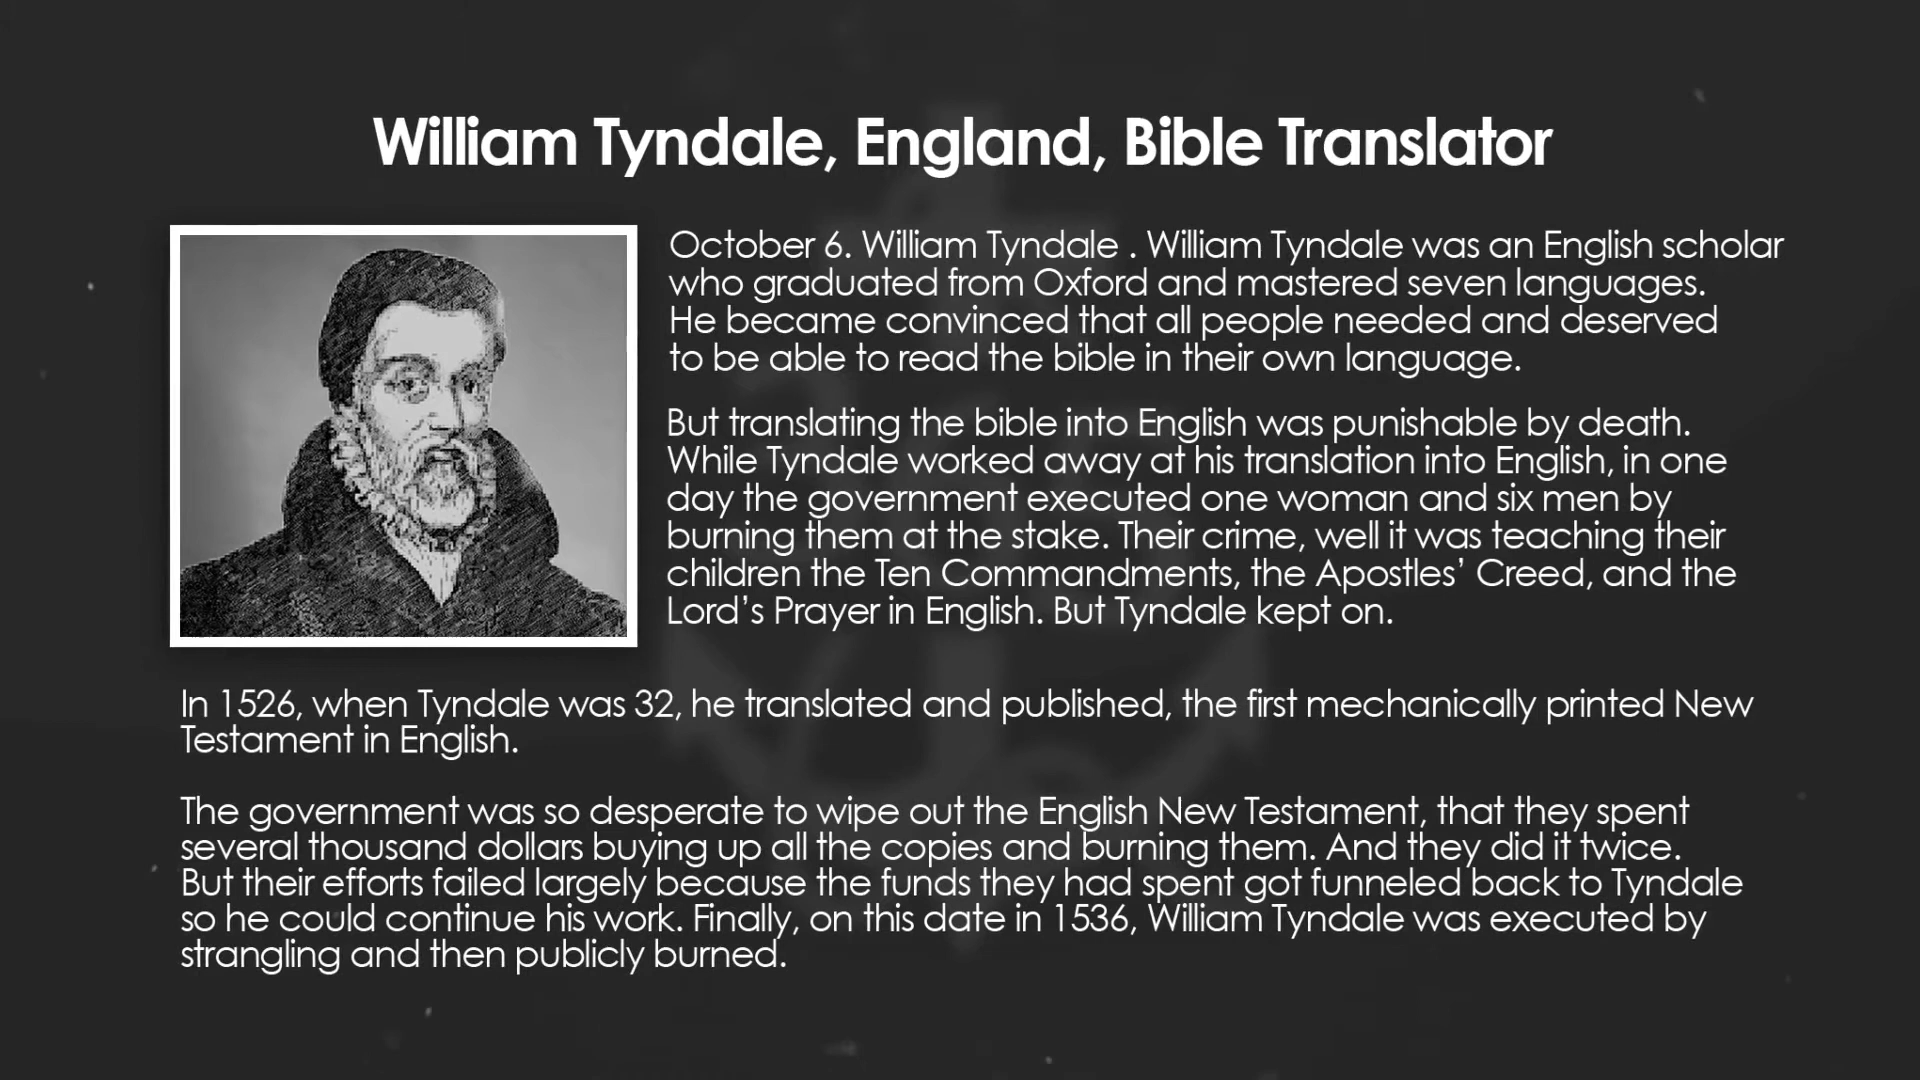 William Tyndale, England, Bible Translator
October 6. William Tyndale . William Tyndale was an English scholar
who graduated from Oxford and mastered seven languages.
He became convinced that all people needed and deserved
to be able to read the bible in their own language.
But translating the bible into English was punishable by death.
While Tyndale worked away at his translation into English, in one
day the government executed one woman and six men by
burning them at the stake. Their crime, well it was teaching their
children the Ten Commandments, the Apostles’ Creed, and the
Lord’s Prayer in English. But Tyndale kept on.
In 1526, when Tyndale was 32, he translated and published, the first mechanically printed New
Testament in English.
The government was so desperate to wipe out the English New Testament, that they spent
several thousand dollars buying up all the copies and burning them. And they did it twice.
But their efforts failed largely because the funds they had spent got funneled back to Tyndale
so he could continue his work. Finally, on this date in 1536, William Tyndale was executed by
strangling and then publicly burned.